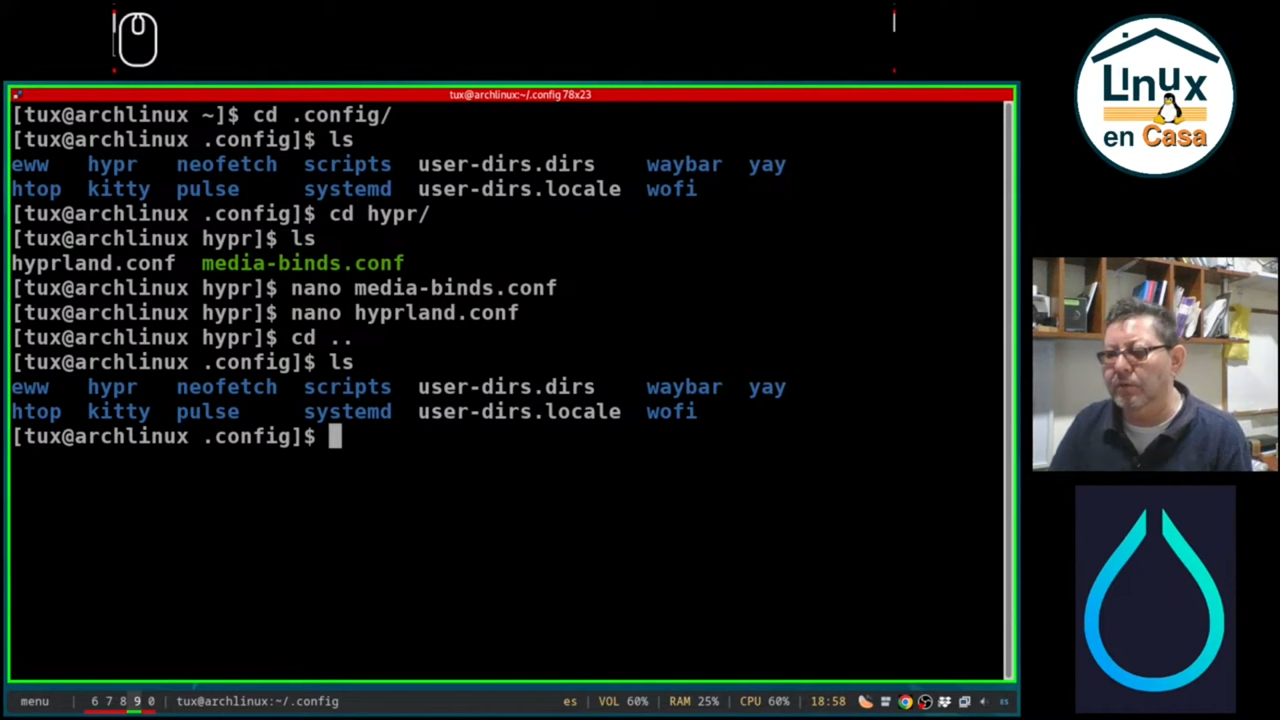 tux@archlinux:~/.config 78x23
[tux@archlinux ~]$ cd .config/
[tux@archlinux .config]$ ls
eww hypr neofetch scripts user-dirs.dirs waybar yay
htop kitty pulse systemd user-dirs.locale wofi
[tux@archlinux .config]$ cd hypr/
[tux@archlinux hypr]$ ls
hyprland.conf media-binds.conf
[tux@archlinux hypr]$ nano media-binds.conf
[tux@archlinux hypr]$ nano hyprland.conf
[tux@archlinux hypr]$ cd ..
[tux@archlinux .config]$ ls
eww hypr neofetch scripts user-dirs.dirs waybar yay
htop kitty pulse systemd user-dirs.locale wofi
[tux@archlinux .config]$
menu | 6 7 8 9 0 | tux@archlinux:~/.config es | VOL 60% | RAM 25% | CPU 60% | 18:58 ES
Linux
en Casa